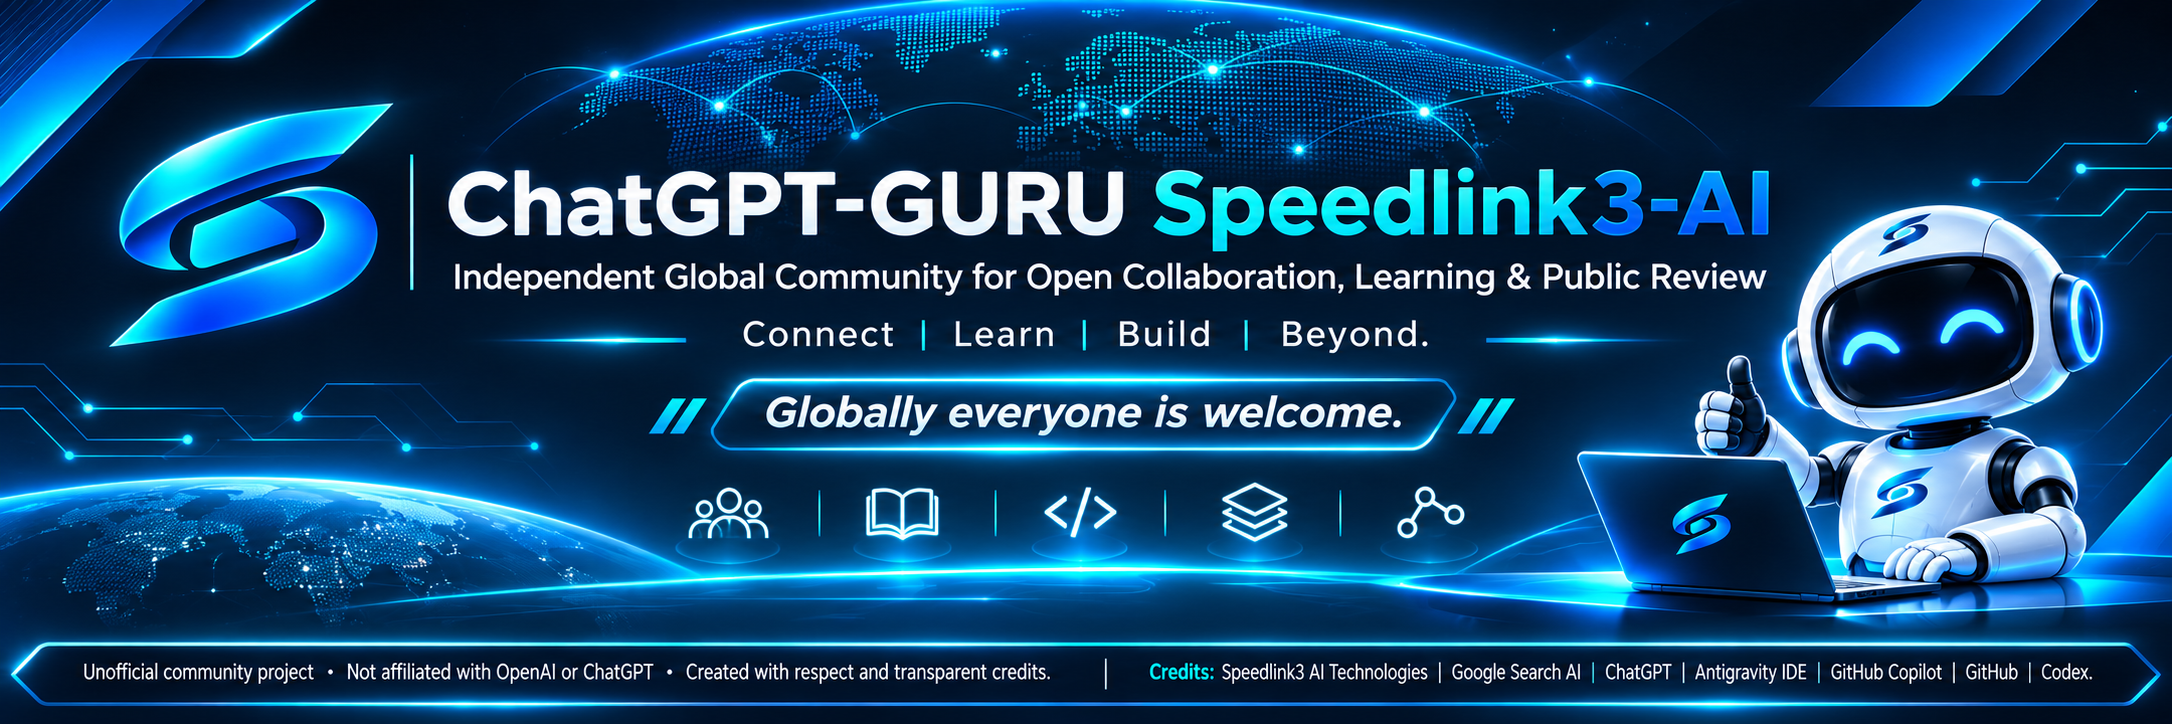 ChatGPT-GURU Speedlink3-AI
Independent Global Community for Open Collaboration, Learning & Public Review
Connect | Learn | Build | Beyond.
Globally everyone is welcome.
</>
Unofficial community project • Not affiliated with OpenAI or ChatGPT • Created with respect and transparent credits. | Credits: Speedlink3 AI Technologies | Google Search AI | ChatGPT | Antigravity IDE | GitHub Copilot | GitHub | Codex.